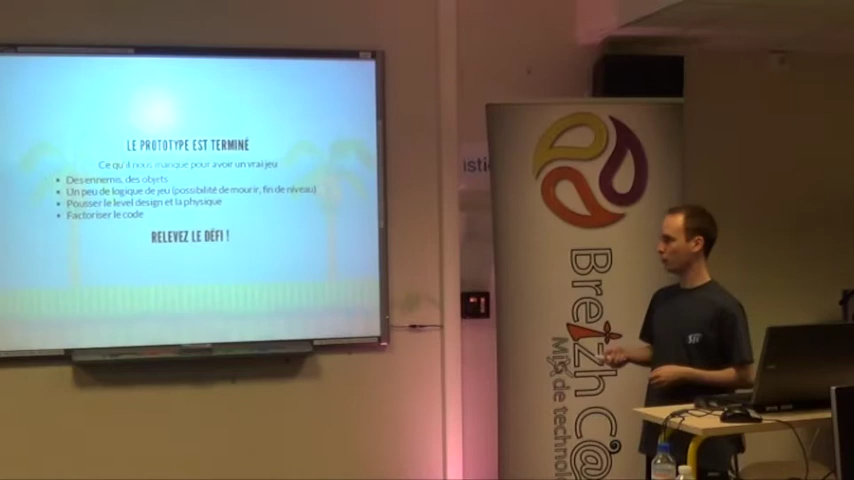 LE PROTOTYPE EST TERMINÉ
Ce qu'il nous manque pour avoir un vrai jeu
• Des ennemis, des objets
• Un peu de logique de jeu (possibilité de mourir, fin de niveau)
• Pousser le level design et la physique
• Factoriser le code
RELEVEZ LE DÉFI !
istic
Breizh C@
Mix de technol